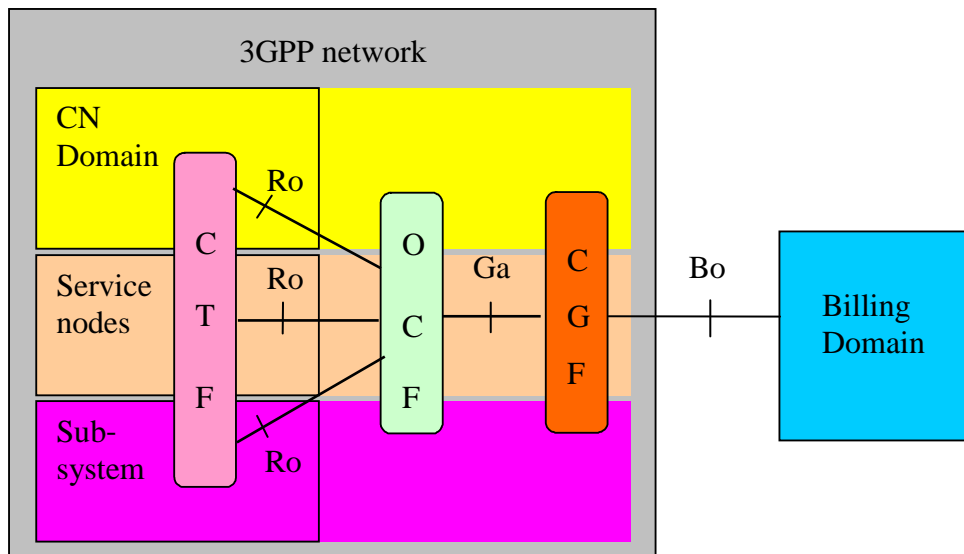 3GPP network
CN
Domain
Ro
C
T
F
Service
nodes
Ro
Sub-
system
Ro
O
C
F
Ga
C
G
F
Bo
Billing
Domain